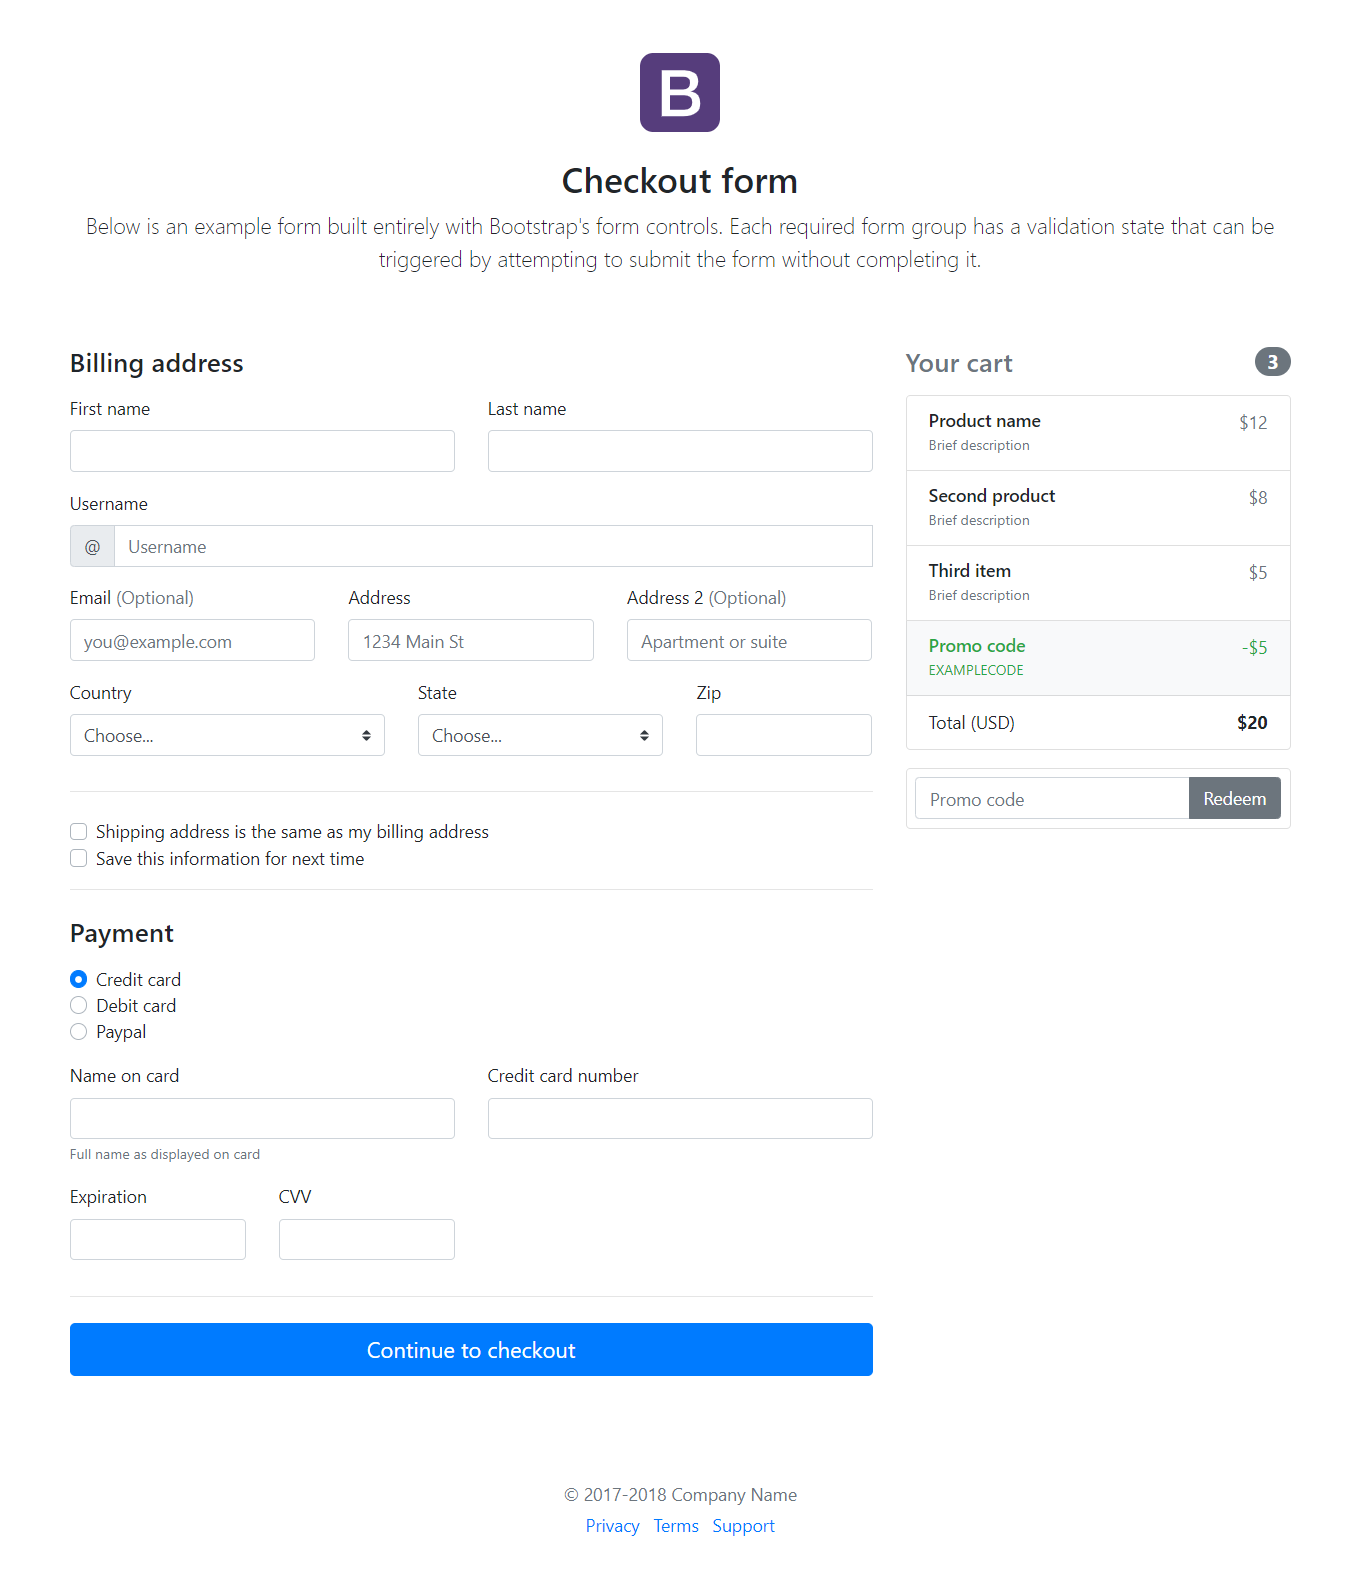 B
Checkout form
Below is an example form built entirely with Bootstrap's form controls. Each required form group has a validation state that can be
triggered by attempting to submit the form without completing it.
Billing address
First name
Last name
Username
@
Username
Email (Optional)
Address
Address 2 (Optional)
you@example.com
1234 Main St
Apartment or suite
Country
State
Zip
Choose...
Choose...
Shipping address is the same as my billing address
Save this information for next time
Payment
Credit card
Debit card
Paypal
Name on card
Credit card number
Full name as displayed on card
Expiration
CVV
Continue to checkout
Your cart
3
Product name
$12
Brief description
Second product
$8
Brief description
Third item
$5
Brief description
Promo code
-$5
EXAMPLECODE
Total (USD)
$20
Promo code
Redeem
© 2017-2018 Company Name
Privacy Terms Support